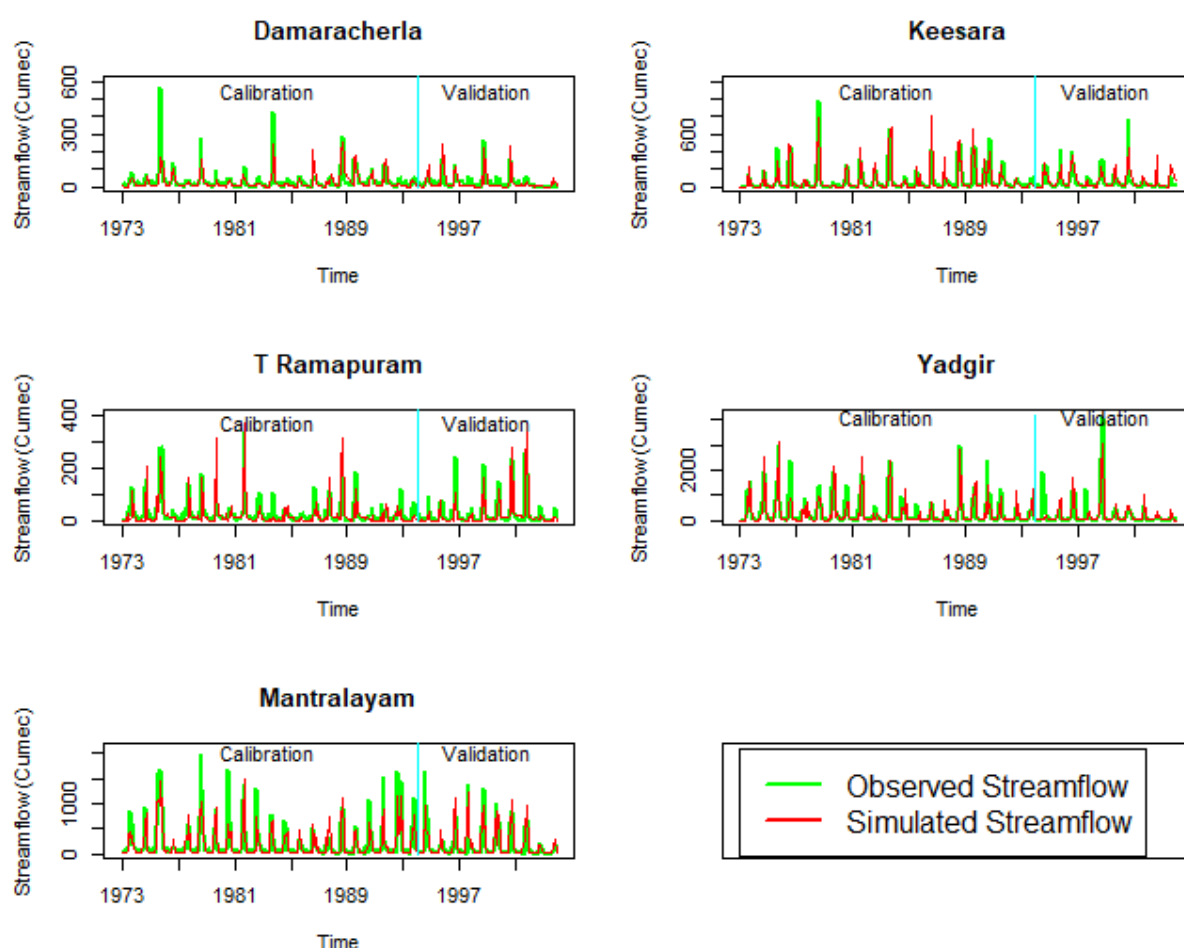 Damaracherla
Streamflow (Cumec)
600
300
0
Calibration
Validation
1973
1981
1989
1997
Time
Keesara
Streamflow (Cumec)
600
0
Calibration
Validation
1973
1981
1989
1997
Time
T Ramapuram
Streamflow (Cumec)
400
200
0
Calibration
Validation
1973
1981
1989
1997
Time
Yadgir
Streamflow (Cumec)
2000
0
Calibration
Validation
1973
1981
1989
1997
Time
Mantralayam
Streamflow (Cumec)
1000
0
Calibration
Validation
1973
1981
1989
1997
Time
Observed Streamflow
Simulated Streamflow